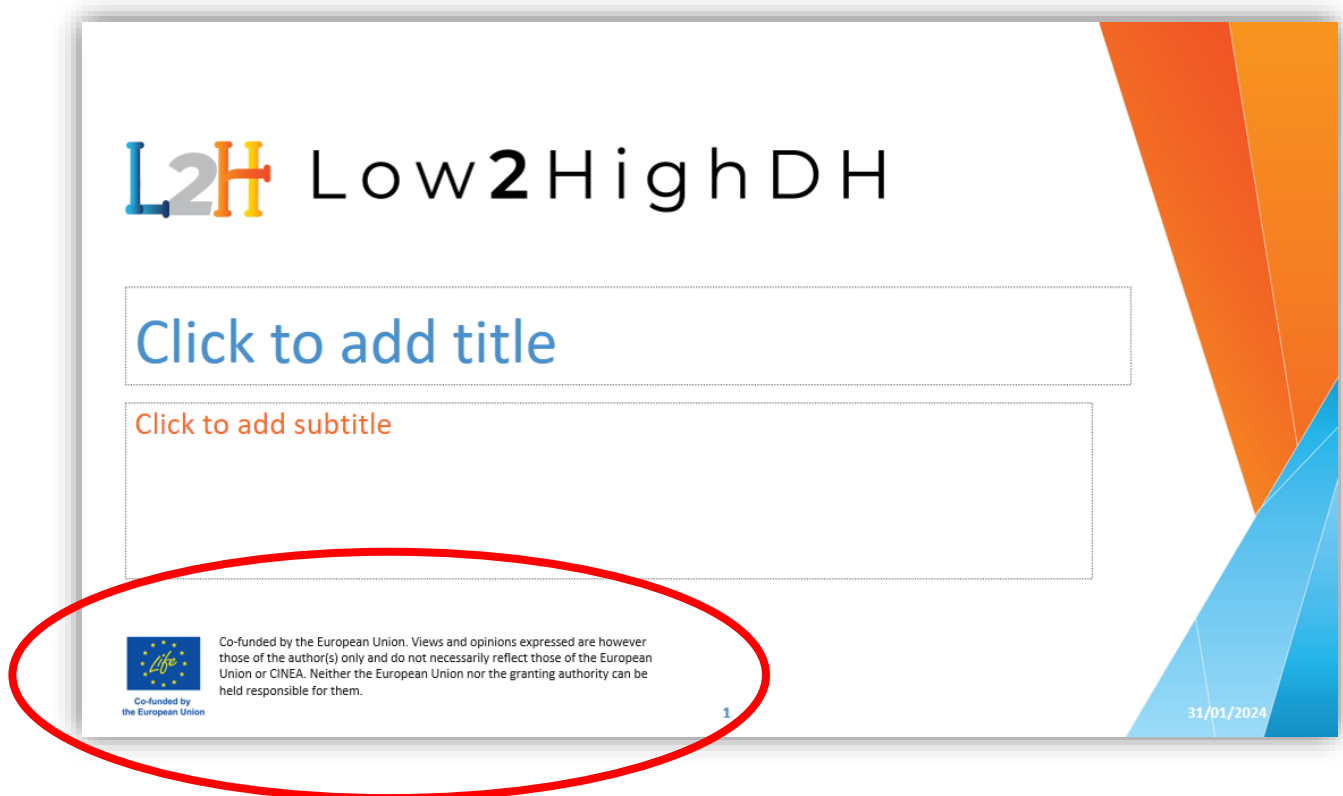 L2H Low2HighDH
Click to add title
Click to add subtitle
Life
Co-funded by
the European Union
Co-funded by the European Union. Views and opinions expressed are however
those of the author(s) only and do not necessarily reflect those of the European
Union or CINEA. Neither the European Union nor the granting authority can be
held responsible for them.
1
31/01/2024